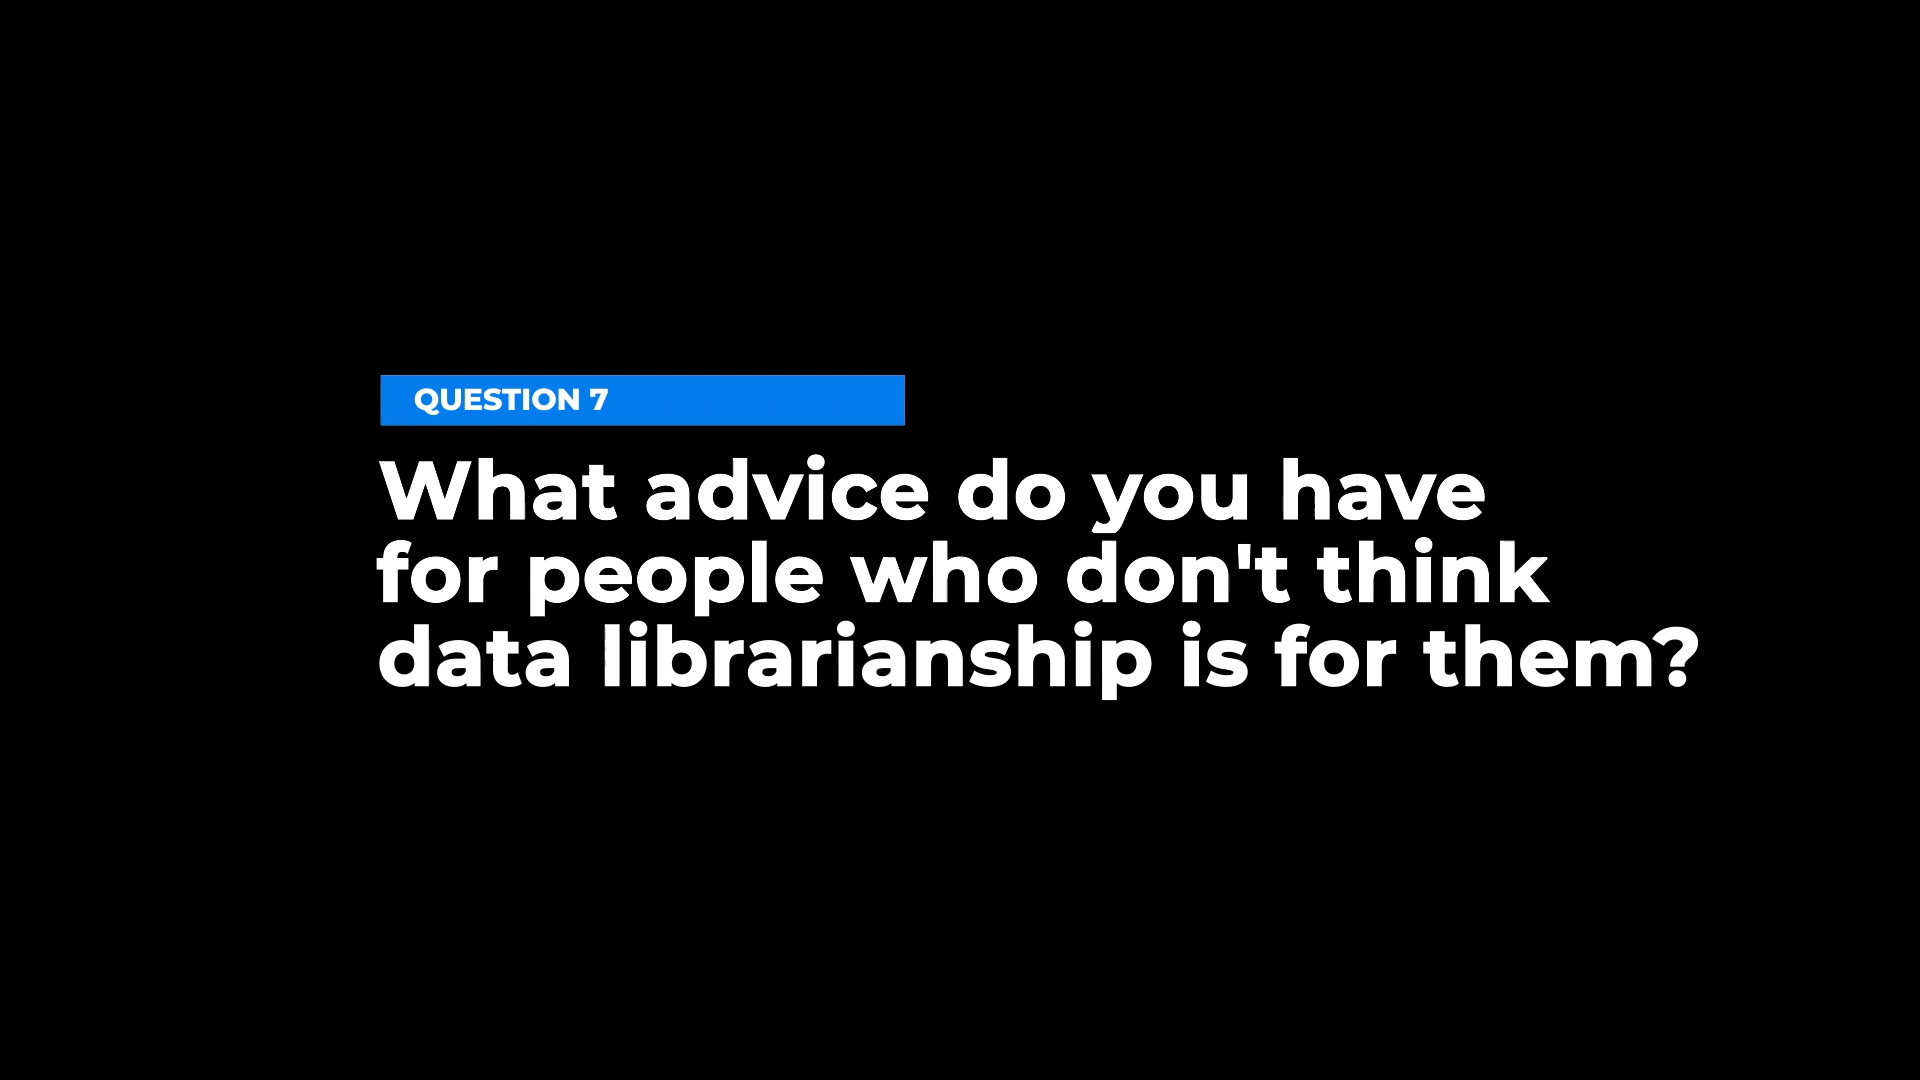 QUESTION 7
What advice do you have
for people who don't think
data librarianship is for them?